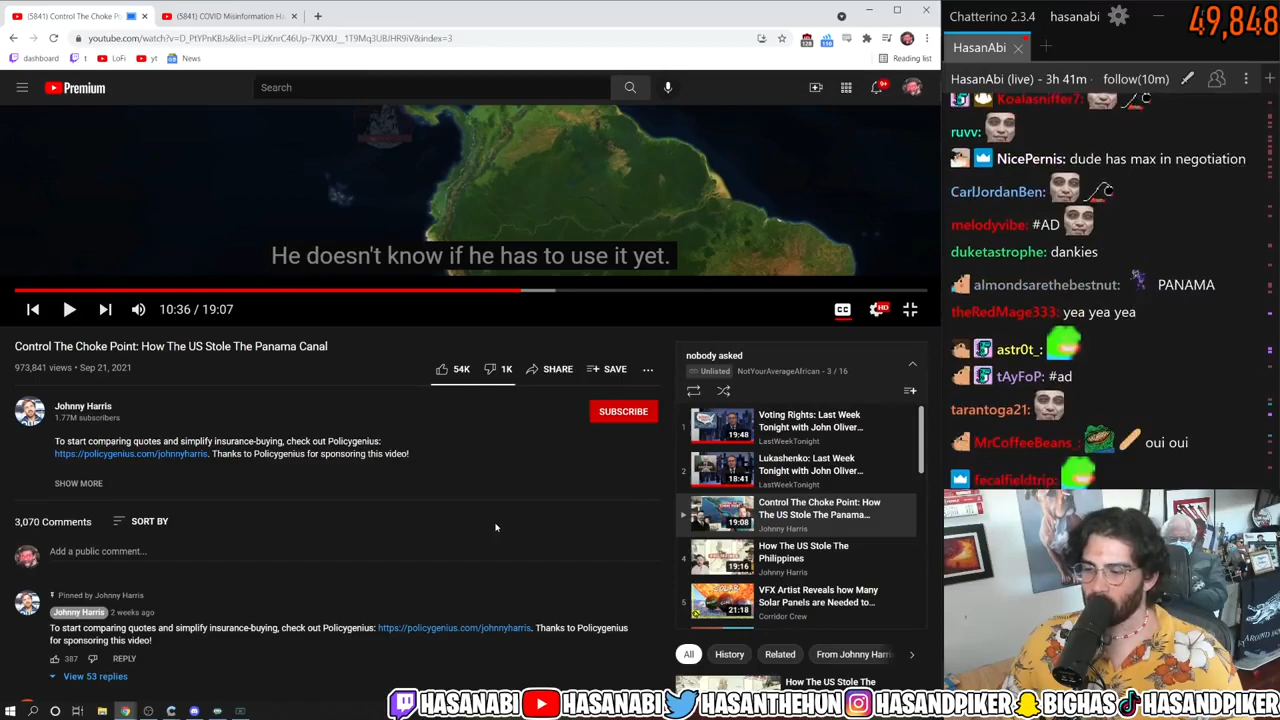 (5841) Control The Choke Po
(5841) COVID Misinformation Ha
youtube.com/watch?v=D_PtYPnKBJs&list=PLizKnrC46Up-7KVXU__1T9Mq3UBJHR9iV&index=3
dashboard
t
LoFi
yt
News
Reading list
Premium
Search
9+
He doesn't know if he has to use it yet.
10:36 / 19:07
CC
HD
Control The Choke Point: How The US Stole The Panama Canal
973,841 views • Sep 21, 2021
54K
1K
SHARE
SAVE
Johnny Harris
1.77M subscribers
SUBSCRIBE
To start comparing quotes and simplify insurance-buying, check out Policygenius:
https://policygenius.com/johnnyharris. Thanks to Policygenius for sponsoring this video!
SHOW MORE
3,070 Comments
SORT BY
Add a public comment...
Pinned by Johnny Harris
Johnny Harris 2 weeks ago
To start comparing quotes and simplify insurance-buying, check out Policygenius: https://policygenius.com/johnnyharris. Thanks to Policygenius
for sponsoring this video!
387
REPLY
View 53 replies
nobody asked
Unlisted
NotYourAverageAfrican - 3 / 16
1
19:48
Voting Rights: Last Week
Tonight with John Oliver...
LastWeekTonight
2
18:41
Lukashenko: Last Week
Tonight with John Oliver...
LastWeekTonight
19:08
Control The Choke Point: How
The US Stole The Panama...
Johnny Harris
4
19:16
How The US Stole The
Philippines
Johnny Harris
5
21:18
VFX Artist Reveals how Many
Solar Panels are Needed to...
Corridor Crew
All
History
Related
From Johnny Harri
How The US Stole The
Chatterino 2.3.4
hasanabi
49,848
HasanAbi
HasanAbi (live) - 3h 41m -
follow(10m)
Koalasniffer7:
ruvv:
NicePernis: dude has max in negotiation
CarlJordanBen:
melodyvibe: #AD
duketastrophe: dankies
almondsarethebestnut: PANAMA
theRedMage333: yea yea yea
astr0t_:
tAyFoP: #ad
tarantoga21:
MrCoffeeBeans_: oui oui
fecalfieldtrip:
HASANABI
HASANABI
HASANTHEHUN
HASANDPIKER
BIGHAS
HASANDPIKER